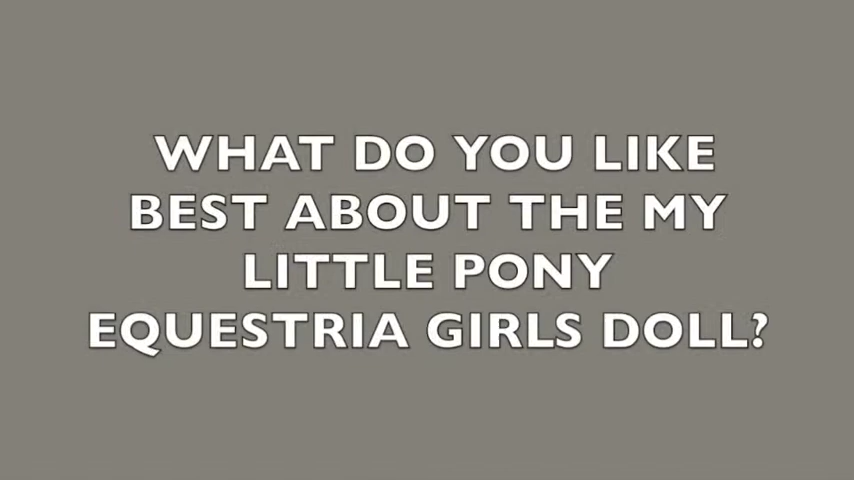 WHAT DO YOU LIKE
BEST ABOUT THE MY
LITTLE PONY
EQUESTRIA GIRLS DOLL?